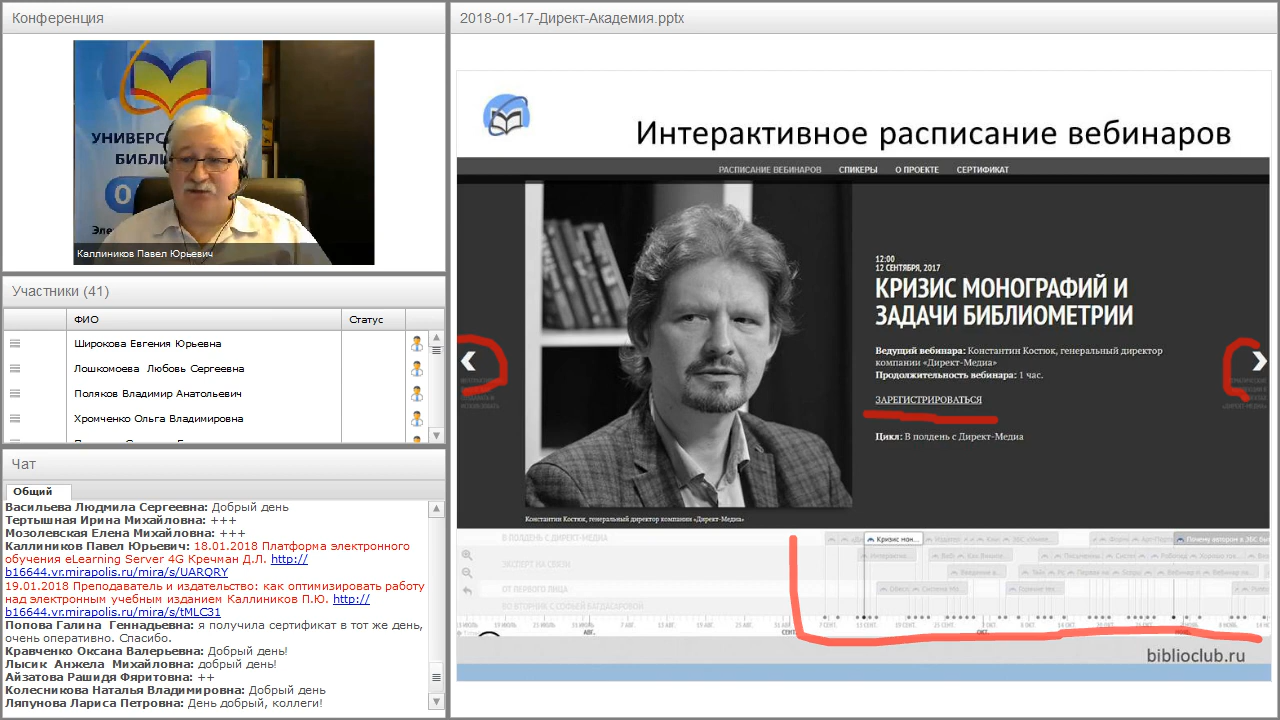 Конференция
УНИВЕРС
БИБЛИ
Каллиников Павел Юрьевич
Участники (41)
ФИО
Статус
Широкова Евгения Юрьевна
Лошкомоева Любовь Сергеевна
Поляков Владимир Анатольевич
Хромченко Ольга Владимировна
Чат
Общий
Васильева Людмила Сергеевна: Добрый день
Тертышная Ирина Михайловна: +++
Мозолевская Елена Михайловна: +++
Каллиников Павел Юрьевич: 18.01.2018 Платформа электронного
обучения eLearning Server 4G Кречман Д.Л. http://
b16644.vr.mirapolis.ru/mira/s/UARQRY
19.01.2018 Преподаватель и издательство: как оптимизировать работу
над электронным учебным изданием Каллиников П.Ю. http://
b16644.vr.mirapolis.ru/mira/s/tMLC31
Попова Галина Геннадьевна: я получила сертификат в тот же день,
очень оперативно. Спасибо.
Кравченко Оксана Валерьевна: Добрый день!
Лысик Анжела Михайловна: добрый день!
Айзатова Рашидя Фяритовна: ++
Колесникова Наталья Владимировна: Добрый день
Ляпунова Лариса Петровна: День добрый, коллеги!
2018-01-17-Директ-Академия.pptx
Интерактивное расписание вебинаров
РАСПИСАНИЕ ВЕБИНАРОВ СПИКЕРЫ О ПРОЕКТЕ СЕРТИФИКАТ
12:00
12 СЕНТЯБРЯ, 2017
КРИЗИС МОНОГРАФИЙ И
ЗАДАЧИ БИБЛИОМЕТРИИ
Ведущий вебинара: Константин Костюк, генеральный директор
компании «Директ-Медиа»
Продолжительность вебинара: 1 час.
ЗАРЕГИСТРИРОВАТЬСЯ
Цикл: В полдень с Директ-Медиа
Константин Костюк, генеральный директор компании «Директ-Медиа»
В ПОЛДЕНЬ С ДИРЕКТ-МЕДИА
Кризис мон...
Почему авторам в ЭБС
ЭКСПЕРТ НА СВЯЗИ
ОТ ПЕРВОГО ЛИЦА
ВО ВТОРНИК С СОФЬЕЙ БАГДАСАРОВОЙ
АВГ.
ОКТ.
biblioclub.ru